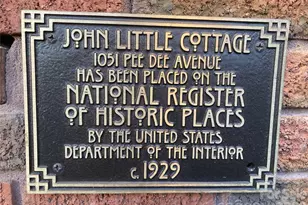 JOHN LITTLE COTTAGE
1051 PEE DEE AVENUE
HAS BEEN PLACED ON THE
NATIONAL REGISTER
OF HISTORIC PLACES
BY THE UNITED STATES
DEPARTMENT OF THE INTERIOR
C. 1929